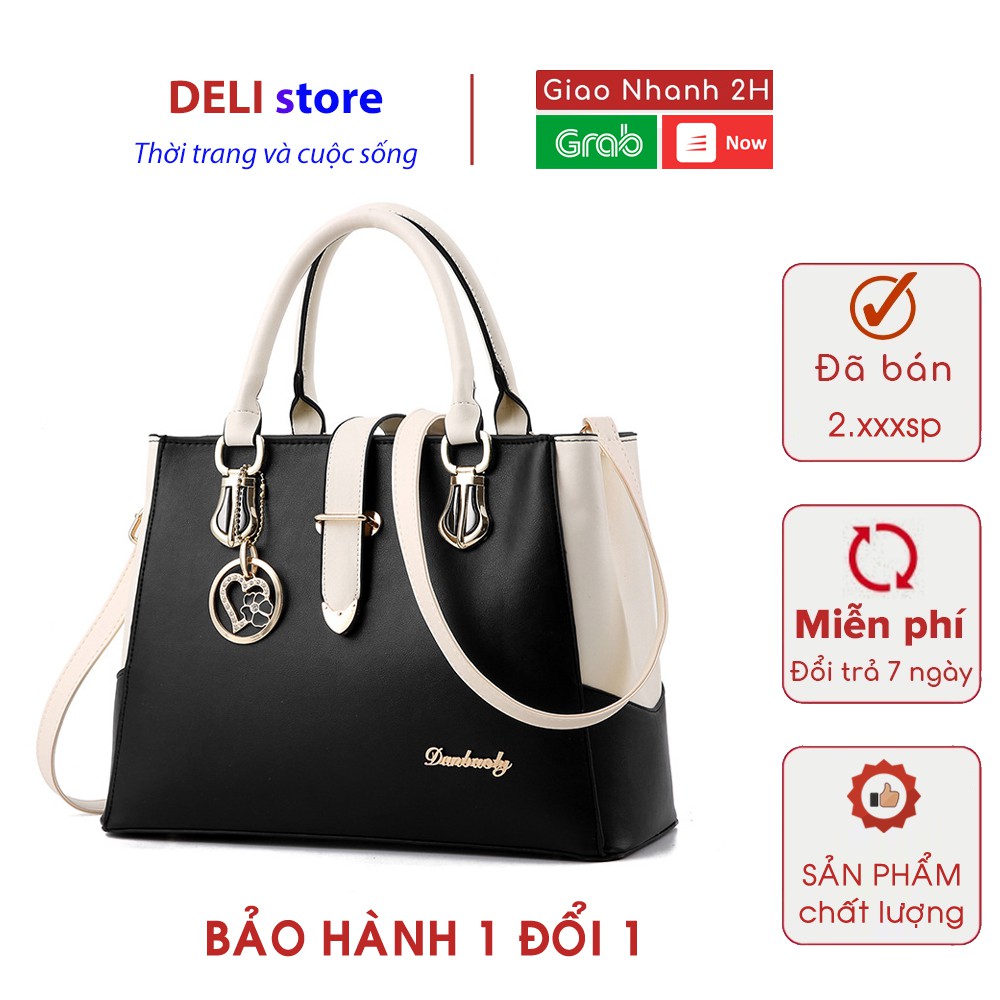 DELI store
Thời trang và cuộc sống
Giao Nhanh 2H
Grab
Now
Đã bán
2.xxxsp
Miễn phí
Đổi trả 7 ngày
SẢN PHẨM
chất lượng
Danbaoly
BẢO HÀNH 1 ĐỔI 1